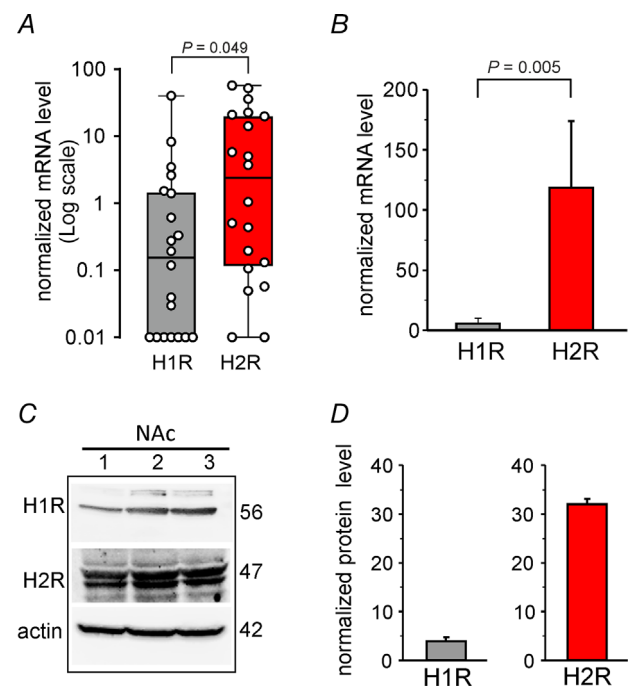 A
P = 0.049
normalized mRNA level
(Log scale)
100
10
1
0.1
0.01
H1R H2R
B
P = 0.005
normalized mRNA level
200
150
100
50
0
H1R H2R
C
NAc
1 2 3
H1R 56
H2R 47
actin 42
D
normalized protein level
40
30
20
10
0
H1R
40
30
20
10
0
H2R